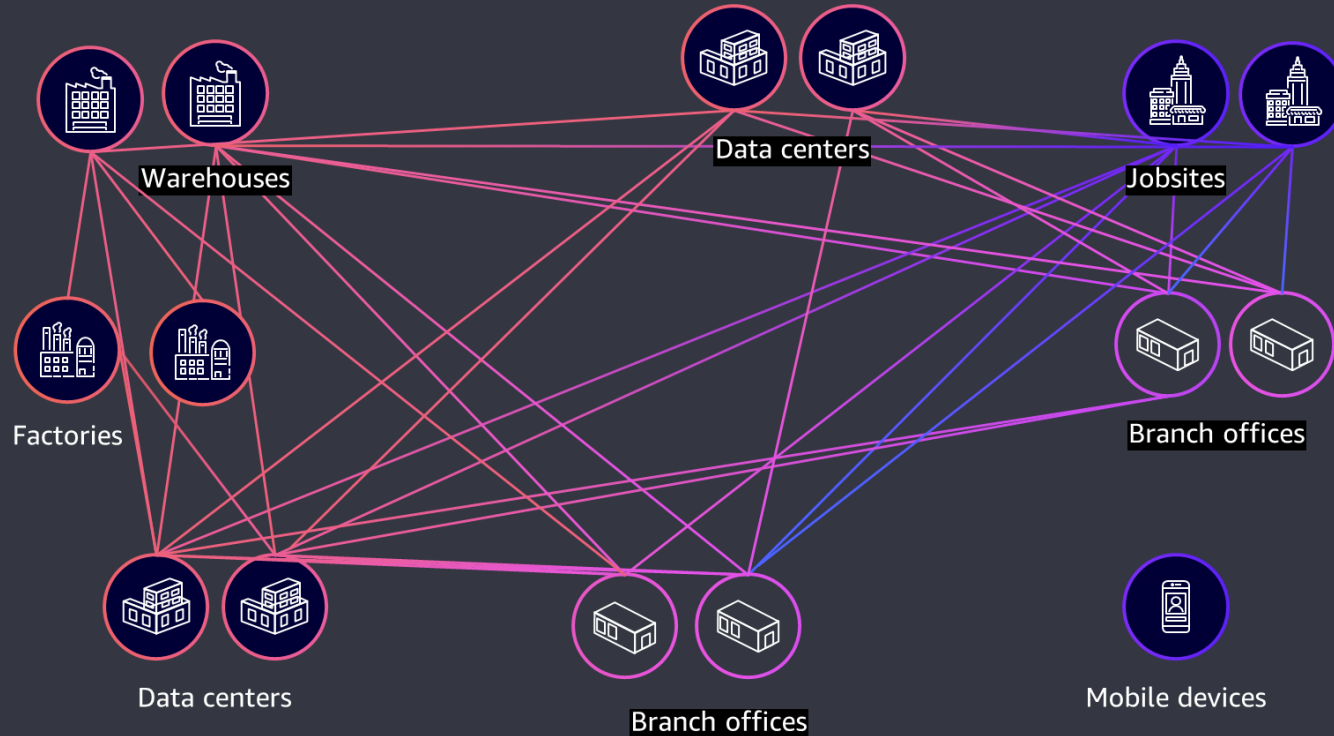 Data centers
Warehouses
Jobsites
Factories
Branch offices
Data centers
Mobile devices
Branch offices